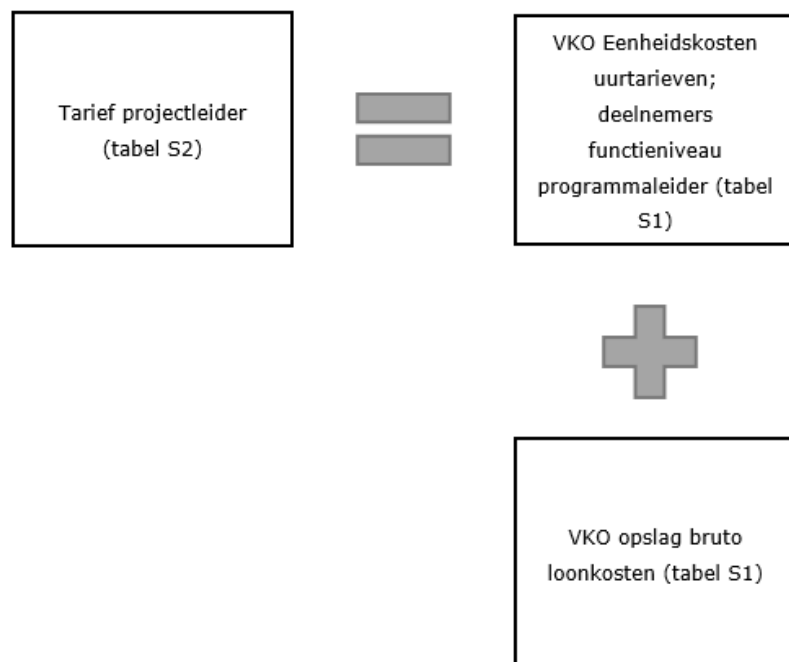 Tarief projectleider
(tabel S2)
VKO Eenheidskosten
uurtarieven;
deelnemers
functieniveau
programmaleider (tabel
S1)
VKO opslag bruto
loonkosten (tabel S1)